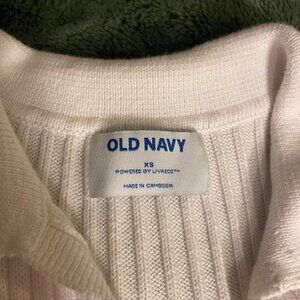 OLD NAVY
XS
POWERED BY LIVAECO™
MADE IN CAMBODIA